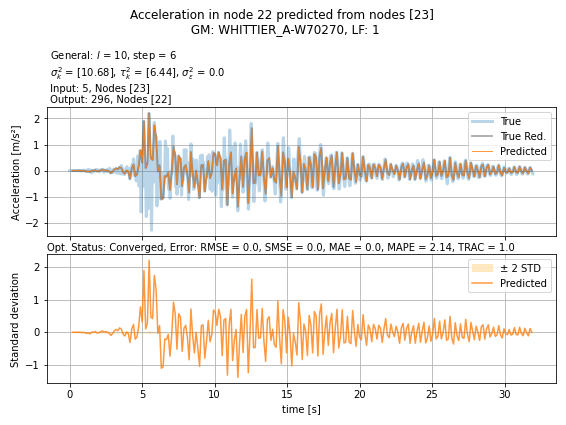 Acceleration in node 22 predicted from nodes [23]
GM: WHITTIER_A-W70270, LF: 1
General: l = 10, step = 6
σ²ₖ = [10.68], τ²ₖ = [6.44], σ²_ε = 0.0
Input: 5, Nodes [23]
Output: 296, Nodes [22]
Acceleration [m/s²]
2
1
0
−1
−2
True
True Red.
Predicted
Opt. Status: Converged, Error: RMSE = 0.0, SMSE = 0.0, MAE = 0.0, MAPE = 2.14, TRAC = 1.0
Standard deviation
2
1
0
−1
± 2 STD
Predicted
0 5 10 15 20 25 30
time [s]